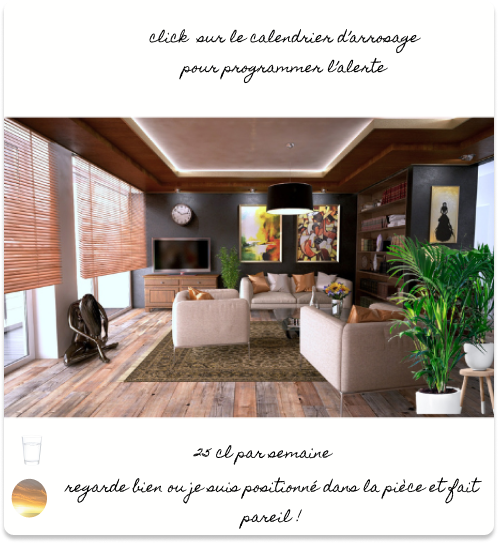 click sur le calendrier d'arrosage
pour programmer l'alerte
25 cl par semaine
regarde bien ou je suis positionné dans la pièce et fait
pareil !